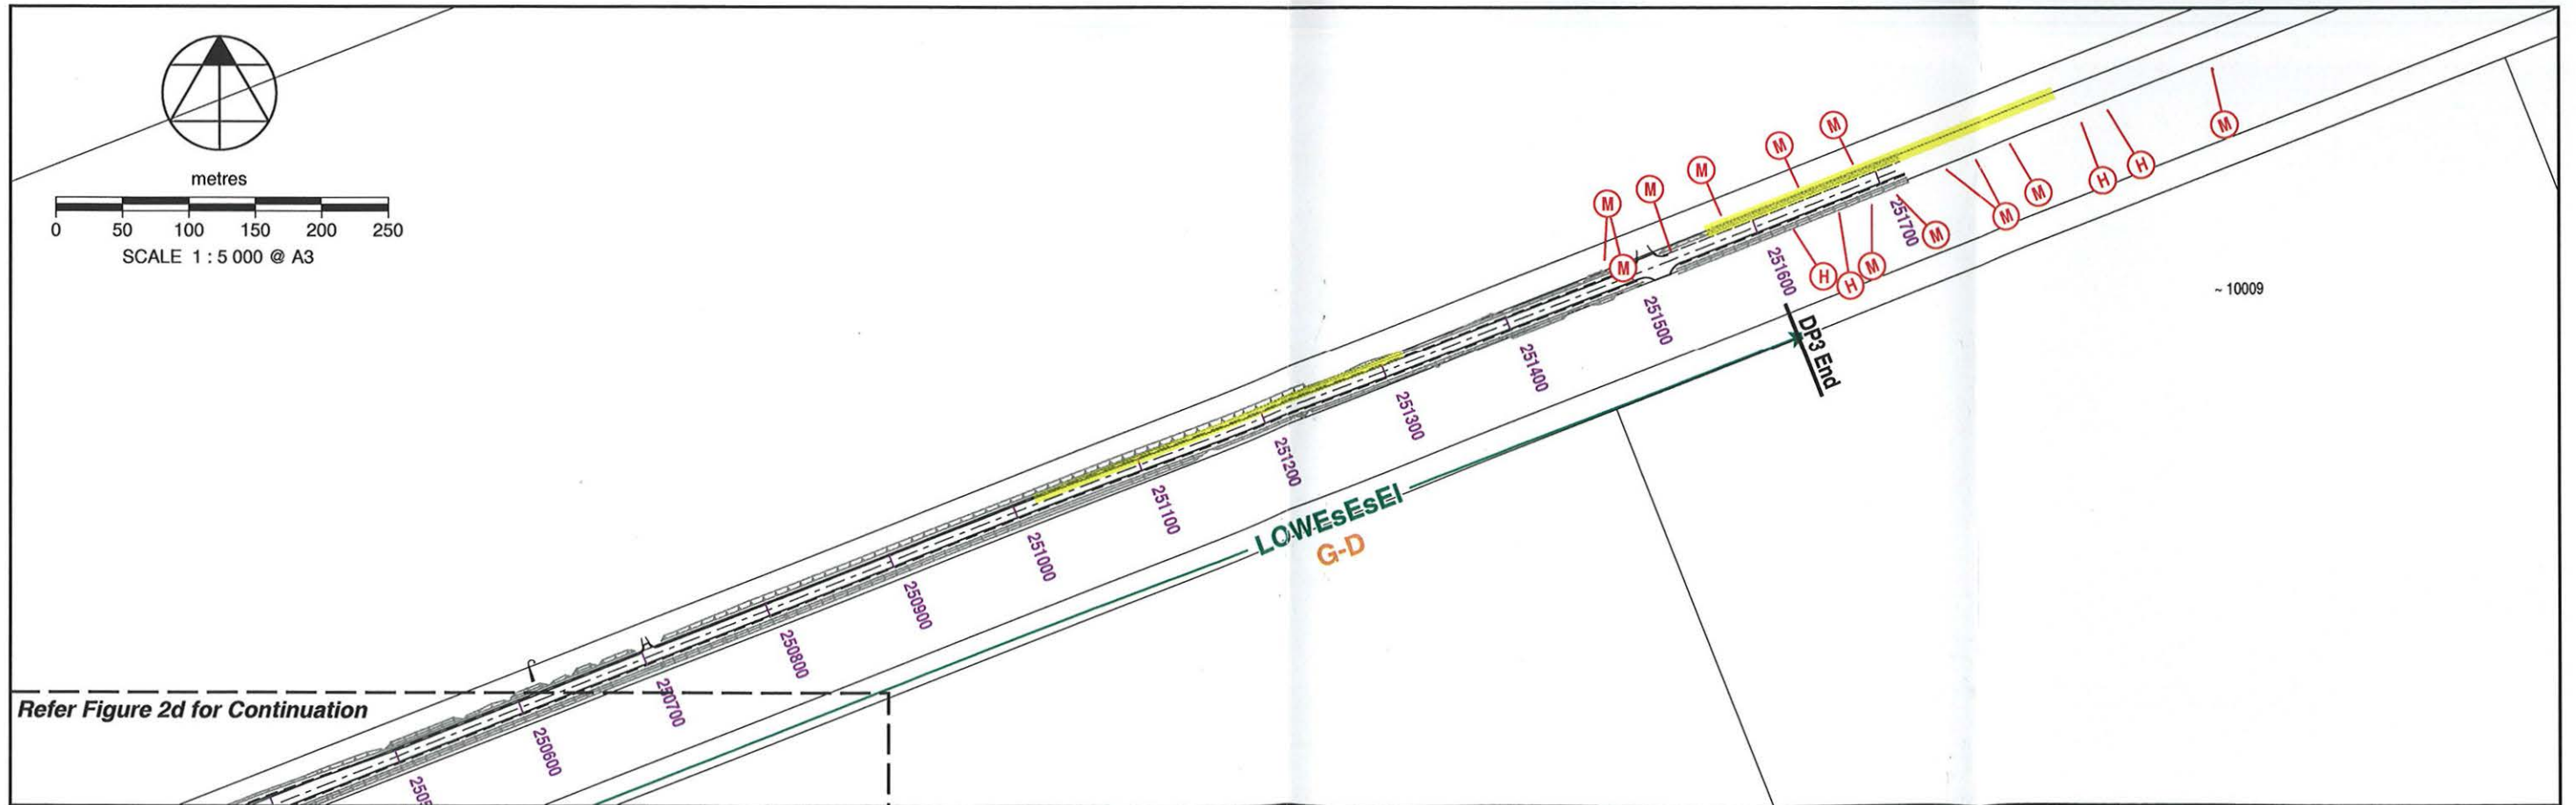 metres
0 50 100 150 200 250
SCALE 1 : 5 000 @ A3
M
M
M
M
M
M
M
H
H
M
M
M
M
H
H
M
251700
251600
251500
251400
251300
251200
251100
251000
250900
250800
250700
250600
DP3 End
~ 10009
LOWEsEsEl
G-D
Refer Figure 2d for Continuation